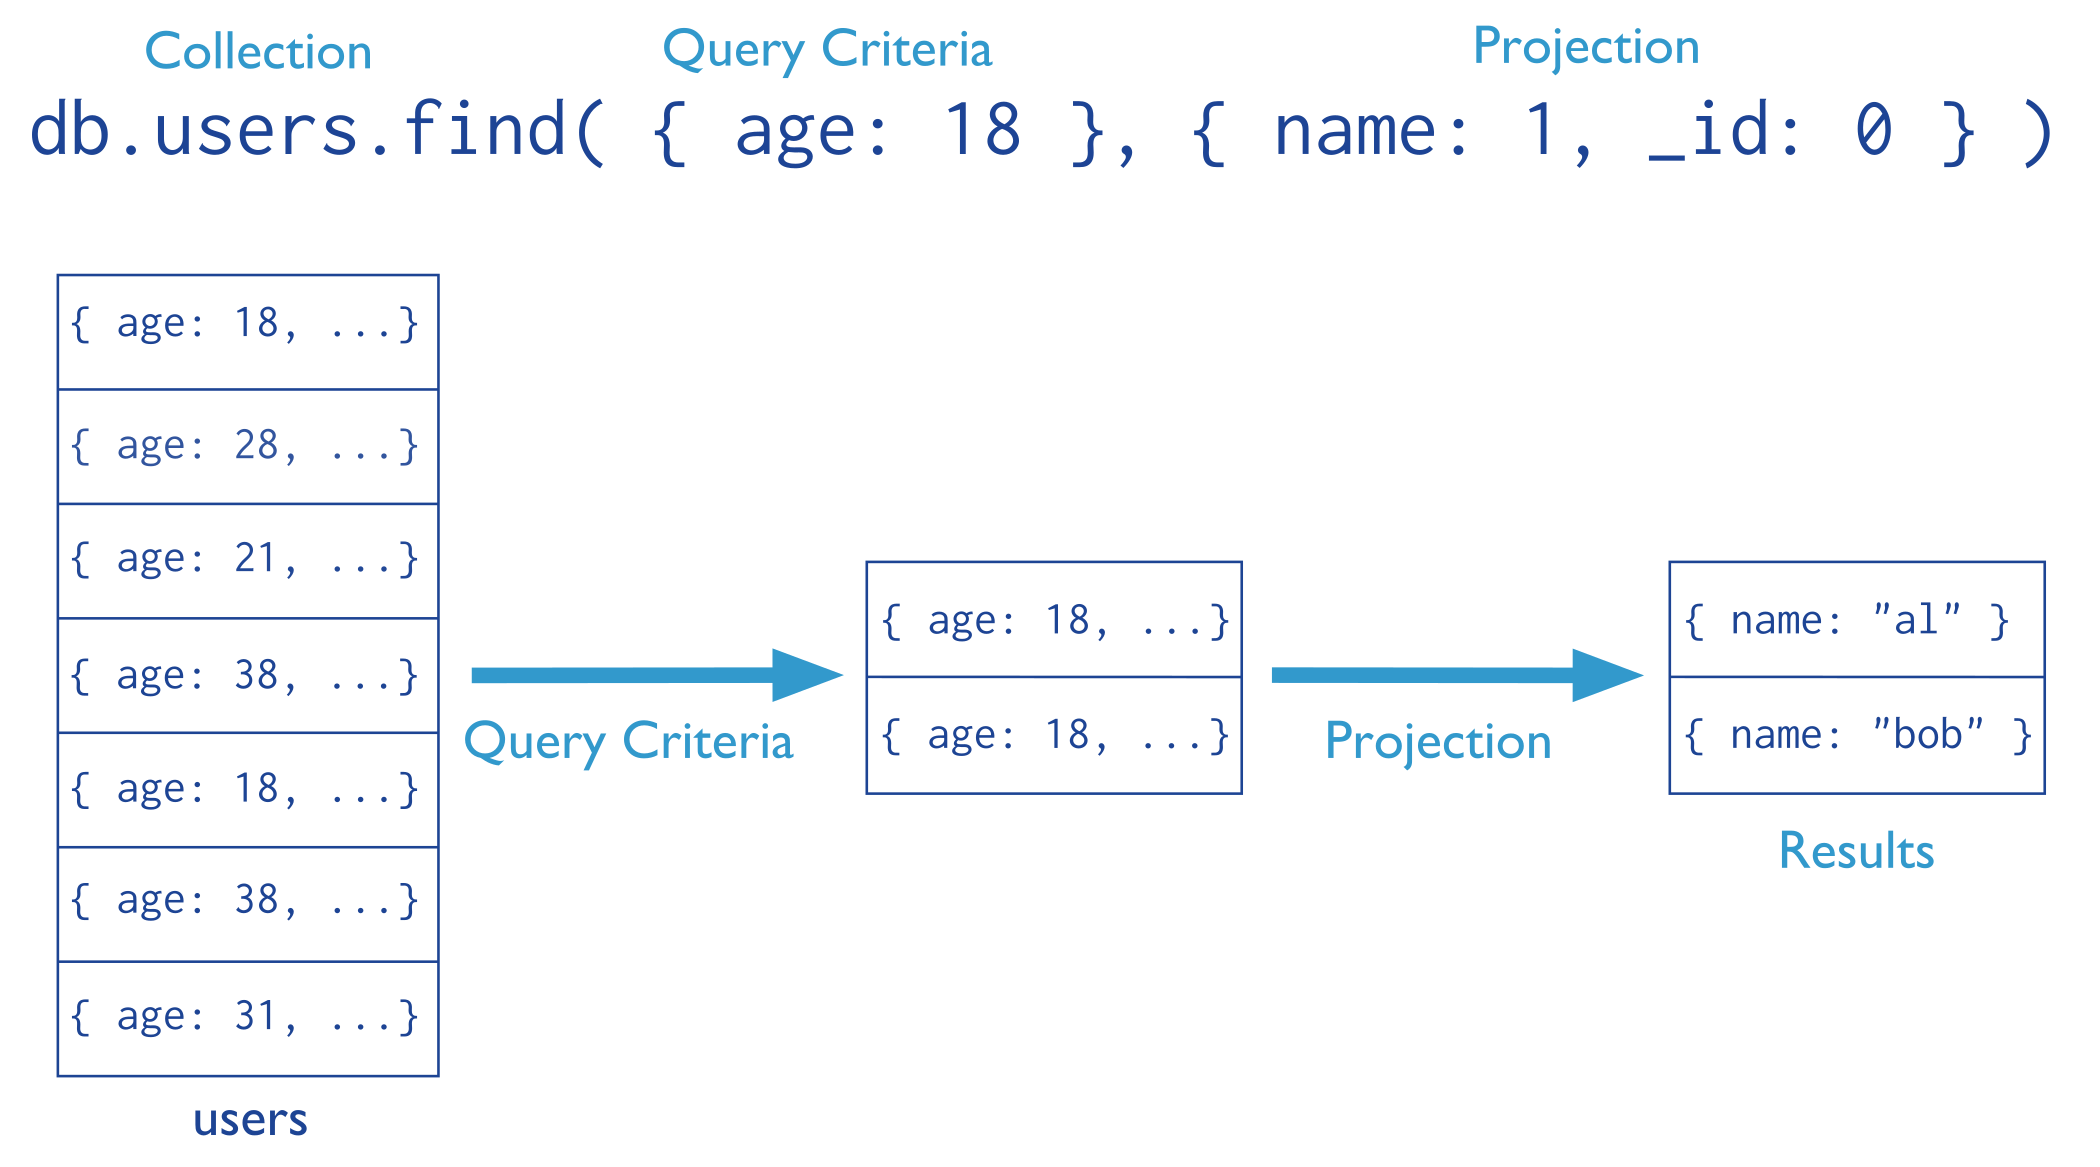 Collection
Query Criteria
Projection
db.users.find( { age: 18 }, { name: 1, _id: 0 } )
{ age: 18, ...}
{ age: 28, ...}
{ age: 21, ...}
{ age: 38, ...}
{ age: 18, ...}
{ age: 38, ...}
{ age: 31, ...}
users
Query Criteria
{ age: 18, ...}
{ age: 18, ...}
Projection
{ name: "al" }
{ name: "bob" }
Results